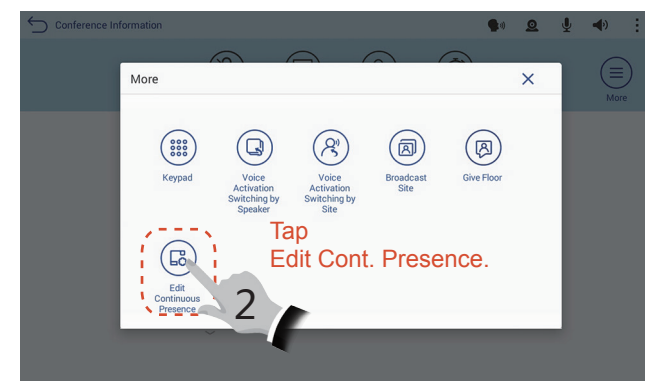 Conference Information
More
More
Keypad
Voice
Activation
Switching by
Speaker
Voice
Activation
Switching by
Site
Broadcast
Site
Give Floor
Tap
Edit Cont. Presence.
Edit
Continuous
Presence
2